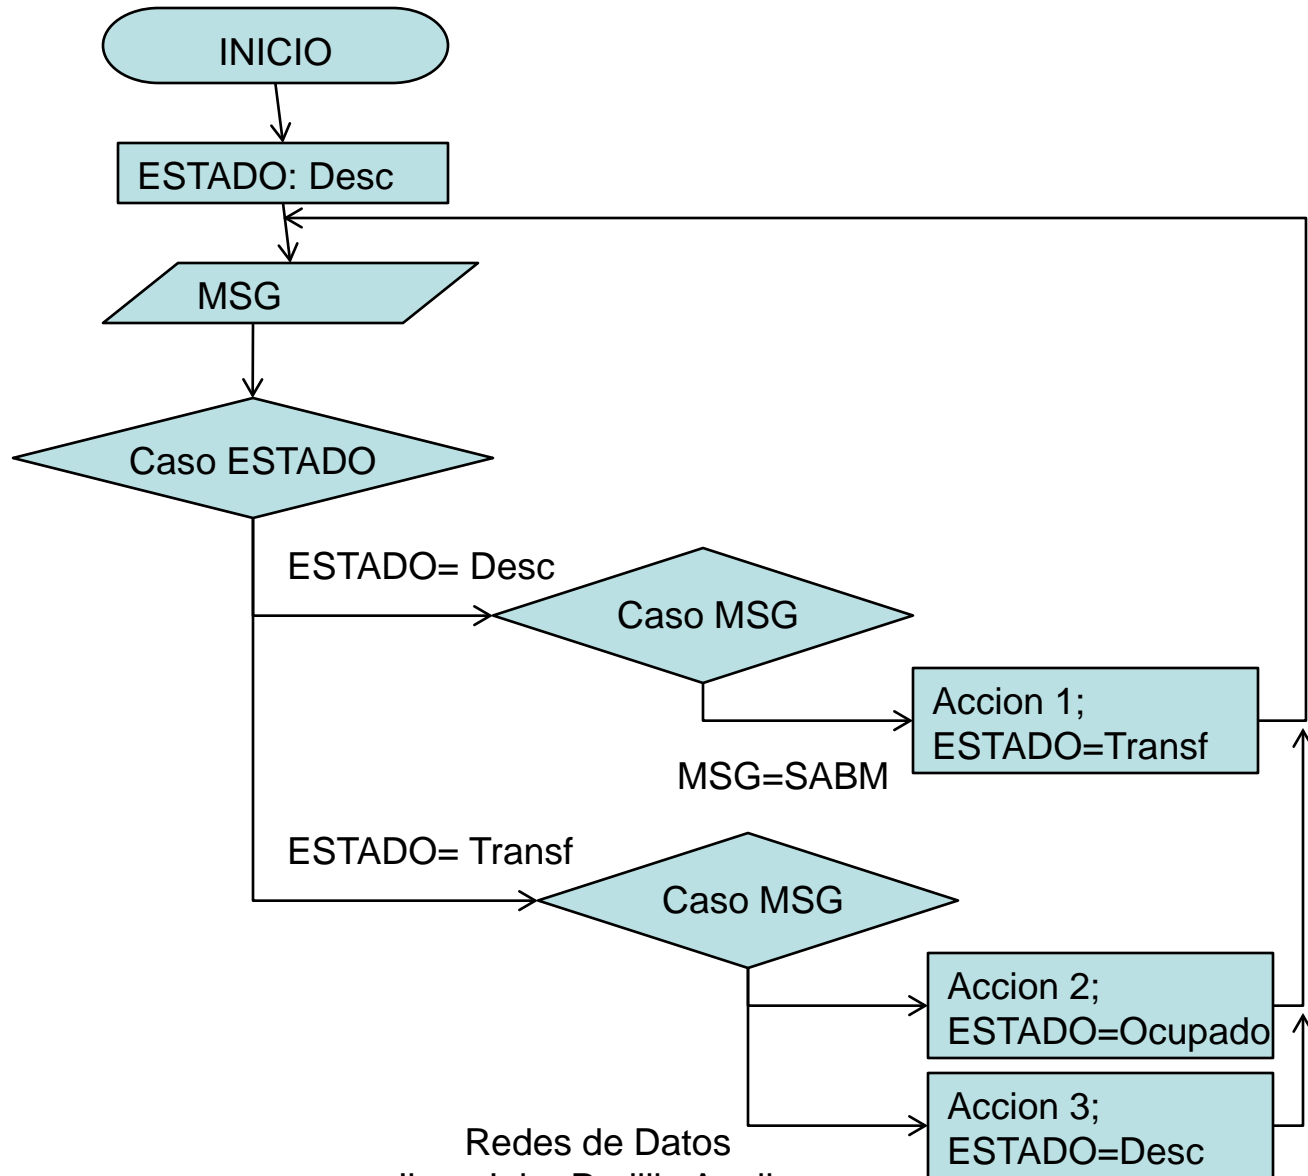 INICIO
ESTADO: Desc
MSG
Caso ESTADO
ESTADO= Desc
Caso MSG
Accion 1;
ESTADO=Transf
MSG=SABM
ESTADO= Transf
Caso MSG
Accion 2;
ESTADO=Ocupado
Accion 3;
ESTADO=Desc
Redes de Datos